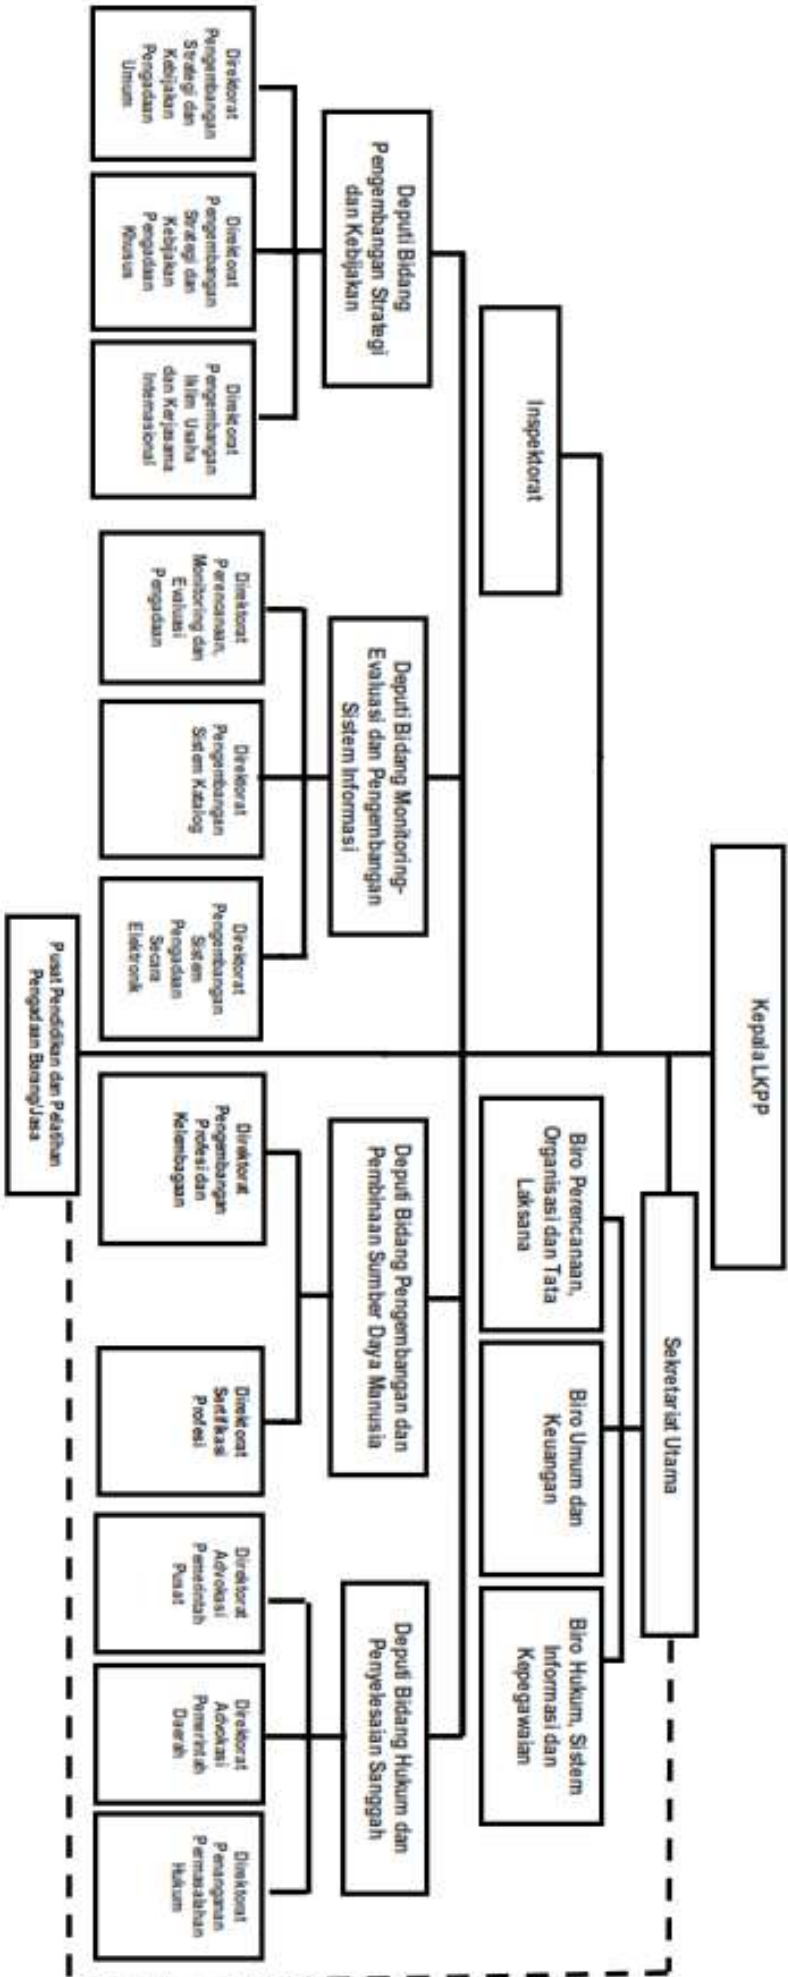 Kepala LKPP
Sekretariat Utama
Inspektorat
Biro Perencanaan,
Organisasi dan Tata
Laksana
Biro Umum dan
Keuangan
Biro Hukum, Sistem
Informasi dan
Kepegawaian
Deputi Bidang
Pengembangan Strategi
dan Kebijakan
Deputi Bidang Monitoring-
Evaluasi dan Pengembangan
Sistem Informasi
Deputi Bidang Pengembangan dan
Pembinaan Sumber Daya Manusia
Deputi Bidang Hukum dan
Penyelesaian Sanggah
Direktorat
Pengembangan
Strategi dan
Kebijakan
Pengadaan
Umum
Direktorat
Pengembangan
Strategi dan
Kebijakan
Pengadaan
Khusus
Direktorat
Pengembangan
Iklim Usaha
dan Kerjasama
Internasional
Direktorat
Perencanaan,
Monitoring dan
Evaluasi
Pengadaan
Direktorat
Pengembangan
Sistem Katalog
Direktorat
Pengembangan
Sistem
Pengadaan
Secara
Elektronik
Direktorat
Pengembangan
Profesi dan
Kelembagaan
Direktorat
Sertifikasi
Profesi
Direktorat
Advokasi
Pemerintah
Pusat
Direktorat
Advokasi
Pemerintah
Daerah
Direktorat
Penanganan
Permasalahan
Hukum
Pusat Pendidikan dan Pelatihan
Pengadaan Barang/Jasa